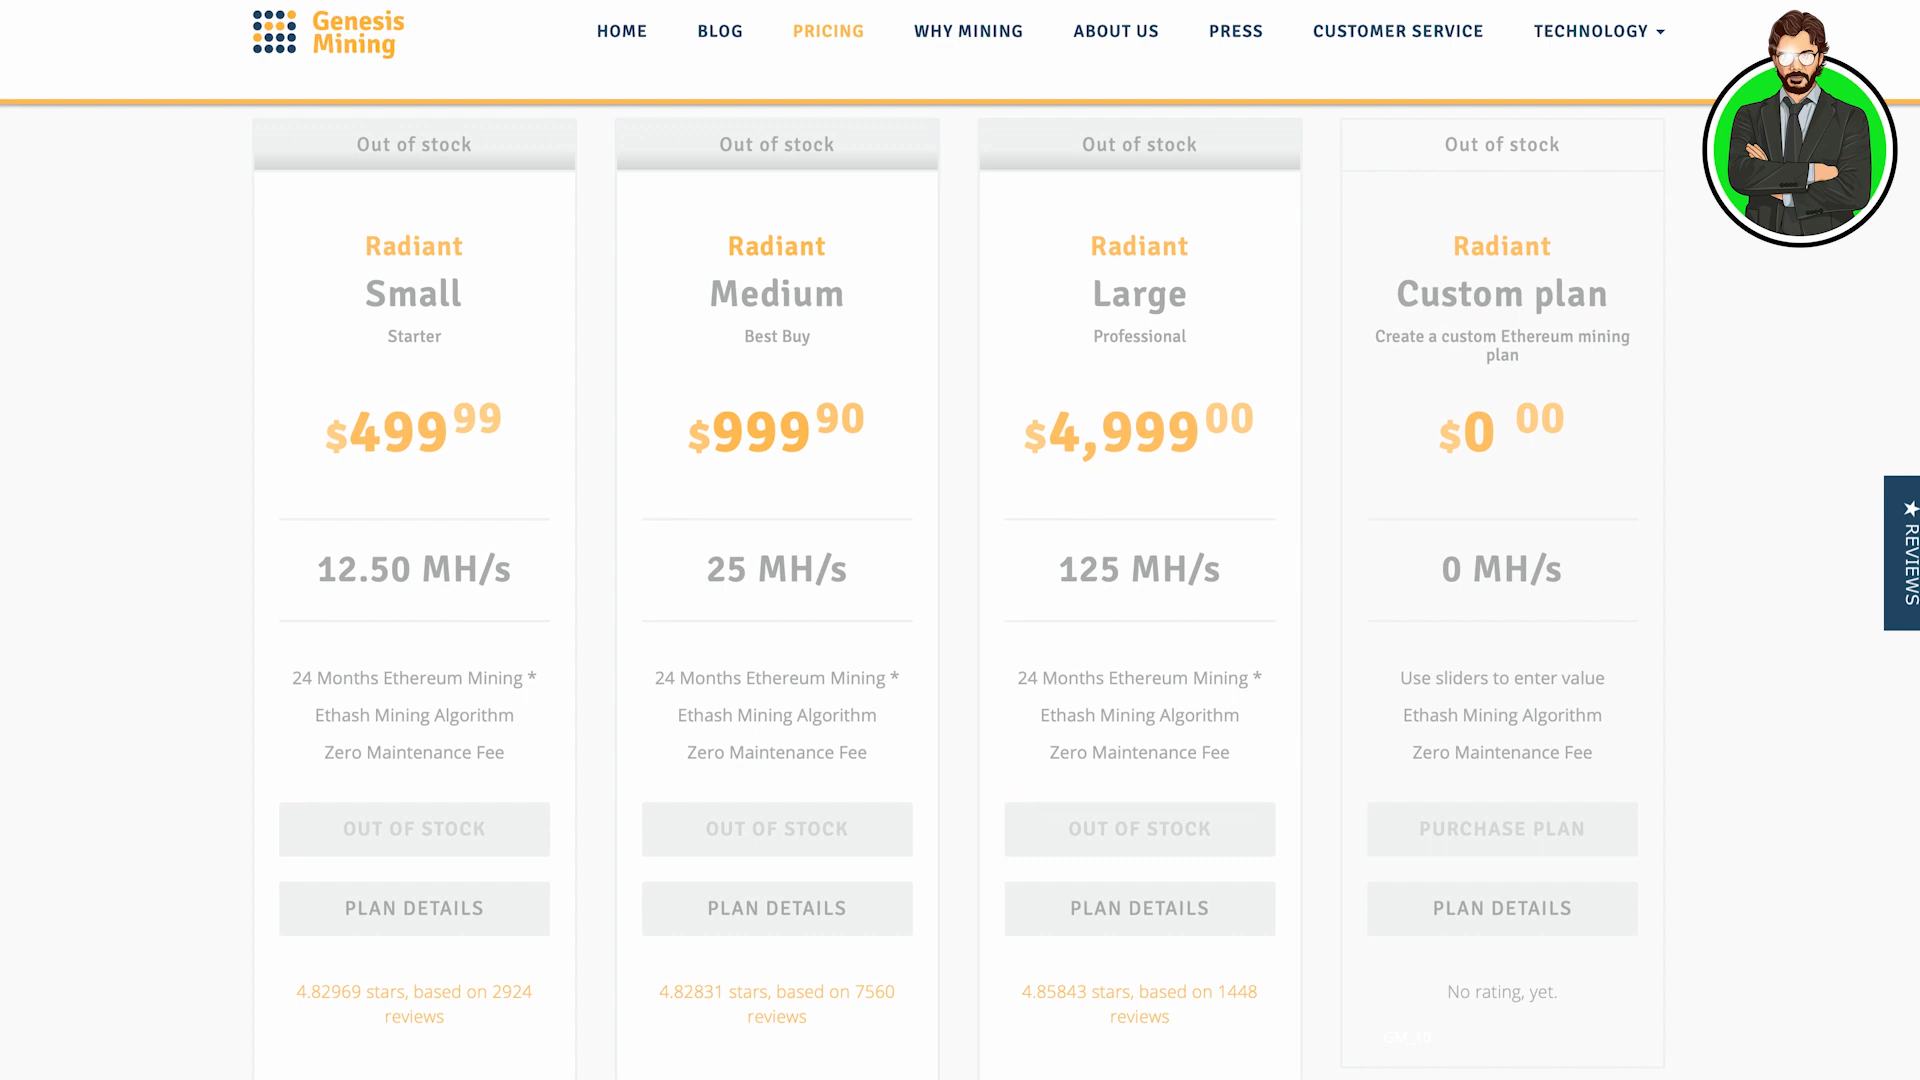 Genesis
Mining
HOME
BLOG
PRICING
WHY MINING
ABOUT US
PRESS
CUSTOMER SERVICE
TECHNOLOGY
Out of stock
Radiant
Small
Starter
$499 99
12.50 MH/s
24 Months Ethereum Mining *
Ethash Mining Algorithm
Zero Maintenance Fee
OUT OF STOCK
PLAN DETAILS
4.82969 stars, based on 2924
reviews
Out of stock
Radiant
Medium
Best Buy
$999 90
25 MH/s
24 Months Ethereum Mining *
Ethash Mining Algorithm
Zero Maintenance Fee
OUT OF STOCK
PLAN DETAILS
4.82831 stars, based on 7560
reviews
Out of stock
Radiant
Large
Professional
$4,999 00
125 MH/s
24 Months Ethereum Mining *
Ethash Mining Algorithm
Zero Maintenance Fee
OUT OF STOCK
PLAN DETAILS
4.85843 stars, based on 1448
reviews
Out of stock
Radiant
Custom plan
Create a custom Ethereum mining
plan
$0 00
0 MH/s
Use sliders to enter value
Ethash Mining Algorithm
Zero Maintenance Fee
PURCHASE PLAN
PLAN DETAILS
No rating, yet.
★ REVIEWS